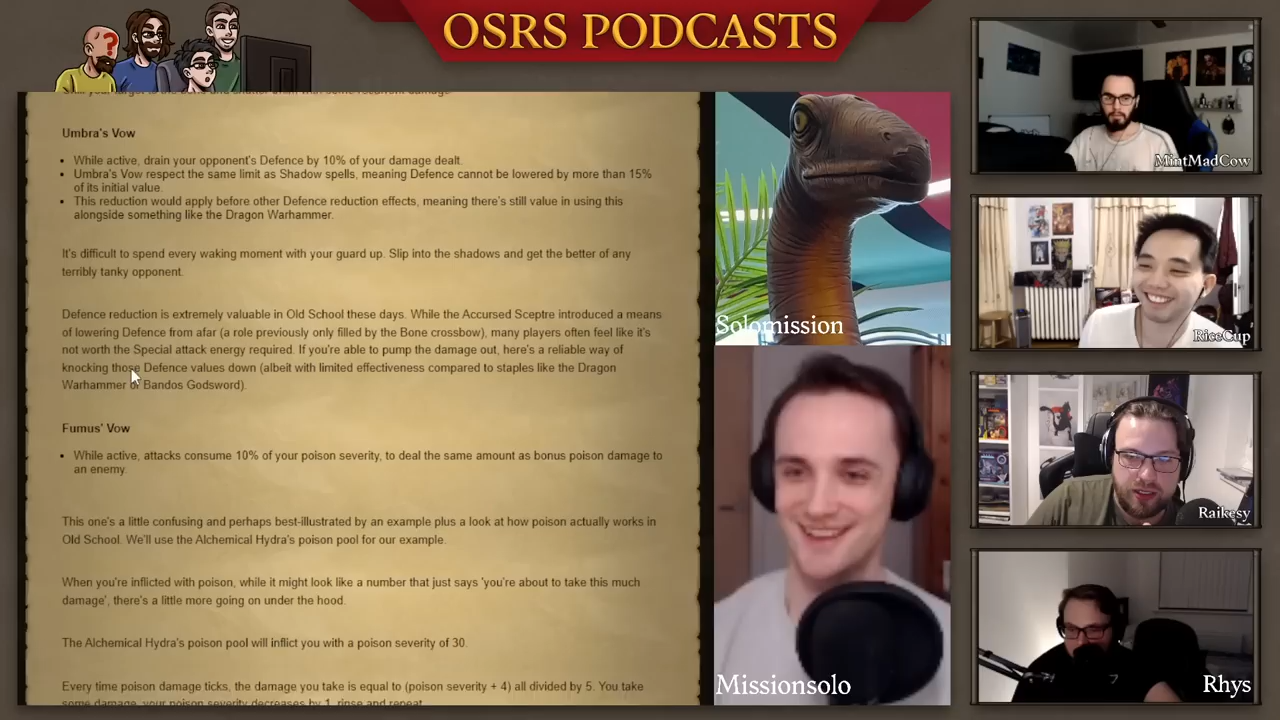 OSRS PODCASTS
Umbra's Vow
• While active, drain your opponent's Defence by 10% of your damage dealt.
• Umbra's Vow respect the same limit as Shadow spells, meaning Defence cannot be lowered by more than 15%
of its initial value.
• This reduction would apply before other Defence reduction effects, meaning there's still value in using this
alongside something like the Dragon Warhammer.
It's difficult to spend every waking moment with your guard up. Slip into the shadows and get the better of any
terribly tanky opponent.
Defence reduction is extremely valuable in Old School these days. While the Accursed Sceptre introduced a means
of lowering Defence from afar (a role previously only filled by the Bone crossbow), many players often feel like it's
not worth the Special attack energy required. If you're able to pump the damage out, here's a reliable way of
knocking those Defence values down (albeit with limited effectiveness compared to staples like the Dragon
Warhammer or Bandos Godsword).
Fumus' Vow
• While active, attacks consume 10% of your poison severity, to deal the same amount as bonus poison damage to
an enemy.
This one's a little confusing and perhaps best-illustrated by an example plus a look at how poison actually works in
Old School. We'll use the Alchemical Hydra's poison pool for our example.
When you're inflicted with poison, while it might look like a number that just says 'you're about to take this much
damage', there's a little more going on under the hood.
The Alchemical Hydra's poison pool will inflict you with a poison severity of 30.
Every time poison damage ticks, the damage you take is equal to (poison severity + 4) all divided by 5. You take
some damage, your poison severity decreases by 1, rinse and repeat.
Solomission
Missionsolo
MintMadCow
RiceCup
Raikesy
Rhys